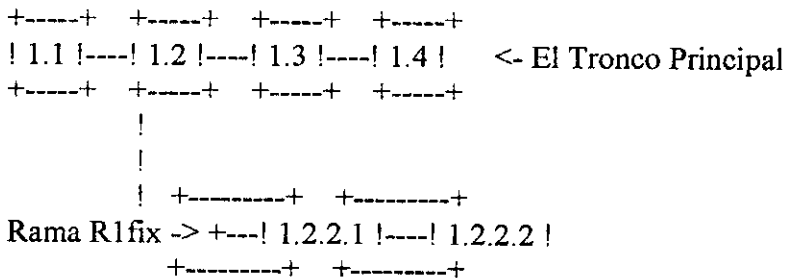 +-----+ +-----+ +-----+ +-----+
! 1.1 !----! 1.2 !----! 1.3 !----! 1.4 ! <- El Tronco Principal
+-----+ +-----+ +-----+ +-----+
!
!
! +---------+ +---------+
Rama R1fix -> +---! 1.2.2.1 !----! 1.2.2.2 !
+---------+ +---------+